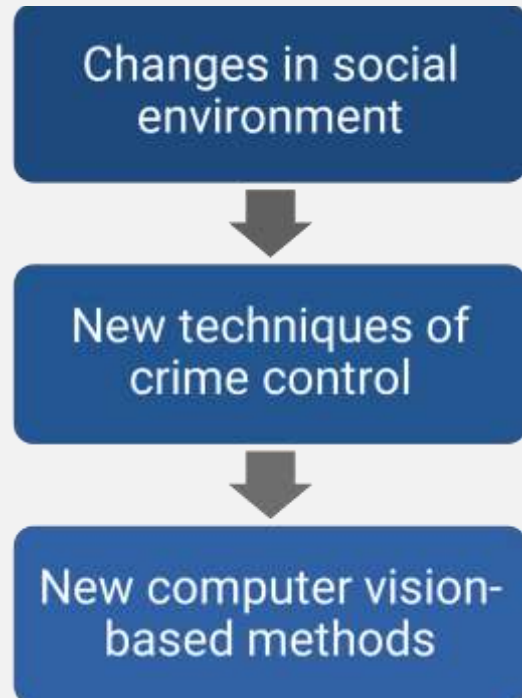 Changes in social
environment
New techniques of
crime control
New computer vision-
based methods